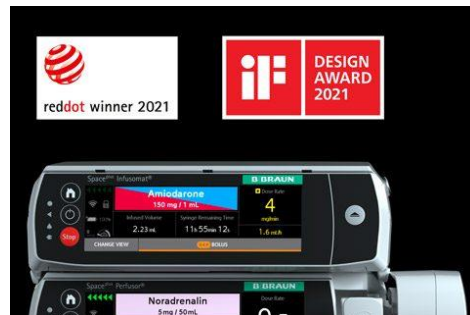 reddot winner 2021
iF
DESIGN
AWARD
2021
Space plus Infusomat®
B BRAUN
Amiodarone
150 mg / 1 mL
Dose Rate
4
mg/min
100%
Infused Volume
Syringe Remaining Time
2.23 mL
11h 55min 12s
1.6 mL/h
Stop
CHANGE VIEW
BOLUS
Space plus Perfusor®
B BRAUN
Noradrenalin
5mg / 50mL
Dose Rate